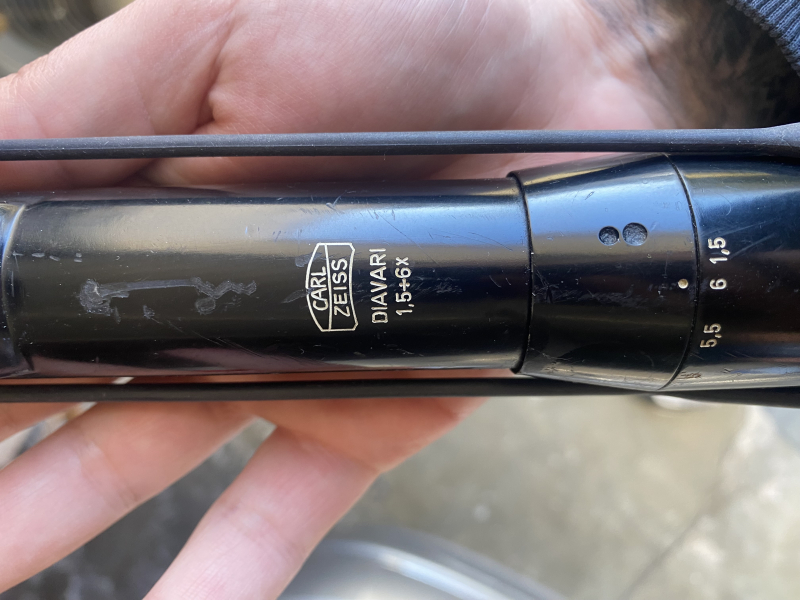 CARL
ZEISS
DIAVARI
1,5÷6x
5,5 6 1,5